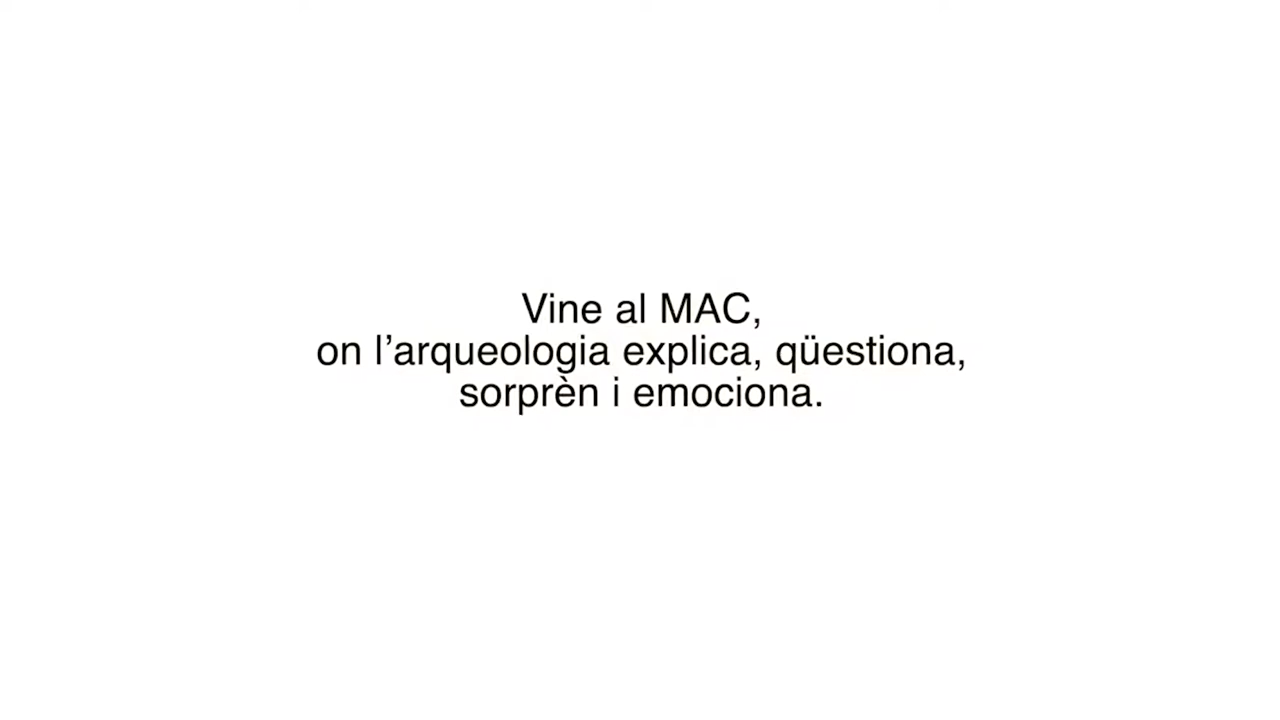 Vine al MAC,
on l’arqueologia explica, qüestiona,
sorprèn i emociona.